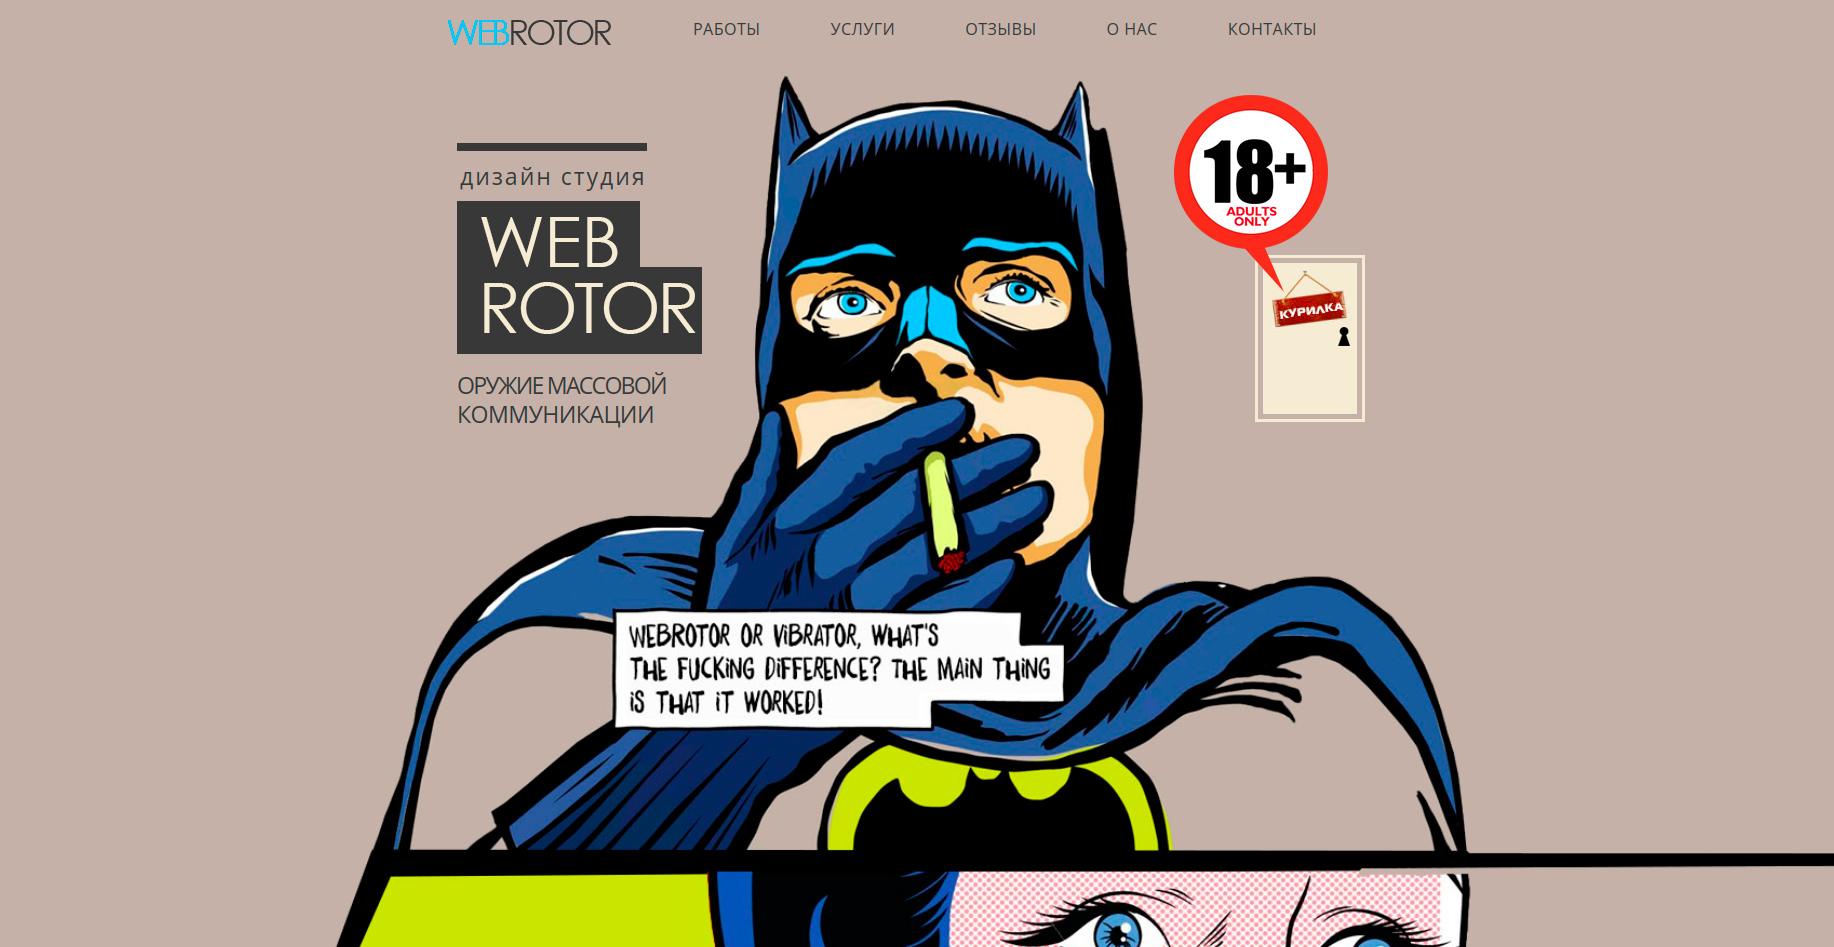 WEBROTOR
РАБОТЫ
УСЛУГИ
ОТЗЫВЫ
О НАС
КОНТАКТЫ
дизайн студия
WEB
ROTOR
ОРУЖИЕ МАССОВОЙ
КОММУНИКАЦИИ
18+
ADULTS
ONLY
КУРИЛКА
WEBROTOR OR VIBRATOR, WHAT'S
THE FUCKING DIFFERENCE? THE MAIN THING
IS THAT IT WORKED!